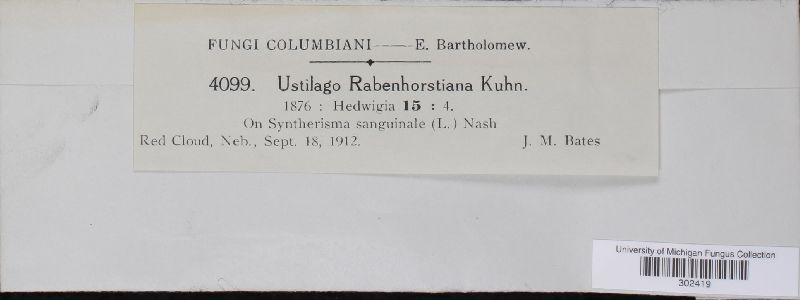 FUNGI COLUMBIANI——E. Bartholomew.
4099. Ustilago Rabenhorstiana Kuhn.
1876 : Hedwigia 15 : 4.
On Syntherisma sanguinale (L.) Nash
Red Cloud, Neb., Sept. 18, 1912. J. M. Bates
University of Michigan Fungus Collection
302419